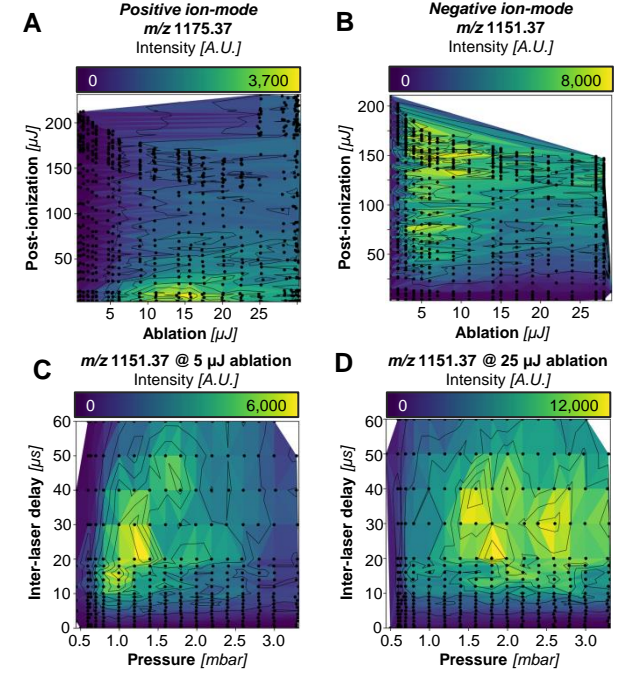 A
Positive ion-mode
m/z 1175.37
Intensity [A.U.]
0 3,700
Post-ionization [µJ]
200
150
100
50
5 10 15 20 25
Ablation [µJ]
B
Negative ion-mode
m/z 1151.37
Intensity [A.U.]
0 8,000
Post-ionization [µJ]
200
150
100
50
5 10 15 20 25
Ablation [µJ]
C
m/z 1151.37 @ 5 µJ ablation
Intensity [A.U.]
0 6,000
Inter-laser delay [µs]
60
50
40
30
20
10
0
0.5 1.0 1.5 2.0 2.5 3.0
Pressure [mbar]
D
m/z 1151.37 @ 25 µJ ablation
Intensity [A.U.]
0 12,000
Inter-laser delay [µs]
60
50
40
30
20
10
0
0.5 1.0 1.5 2.0 2.5 3.0
Pressure [mbar]